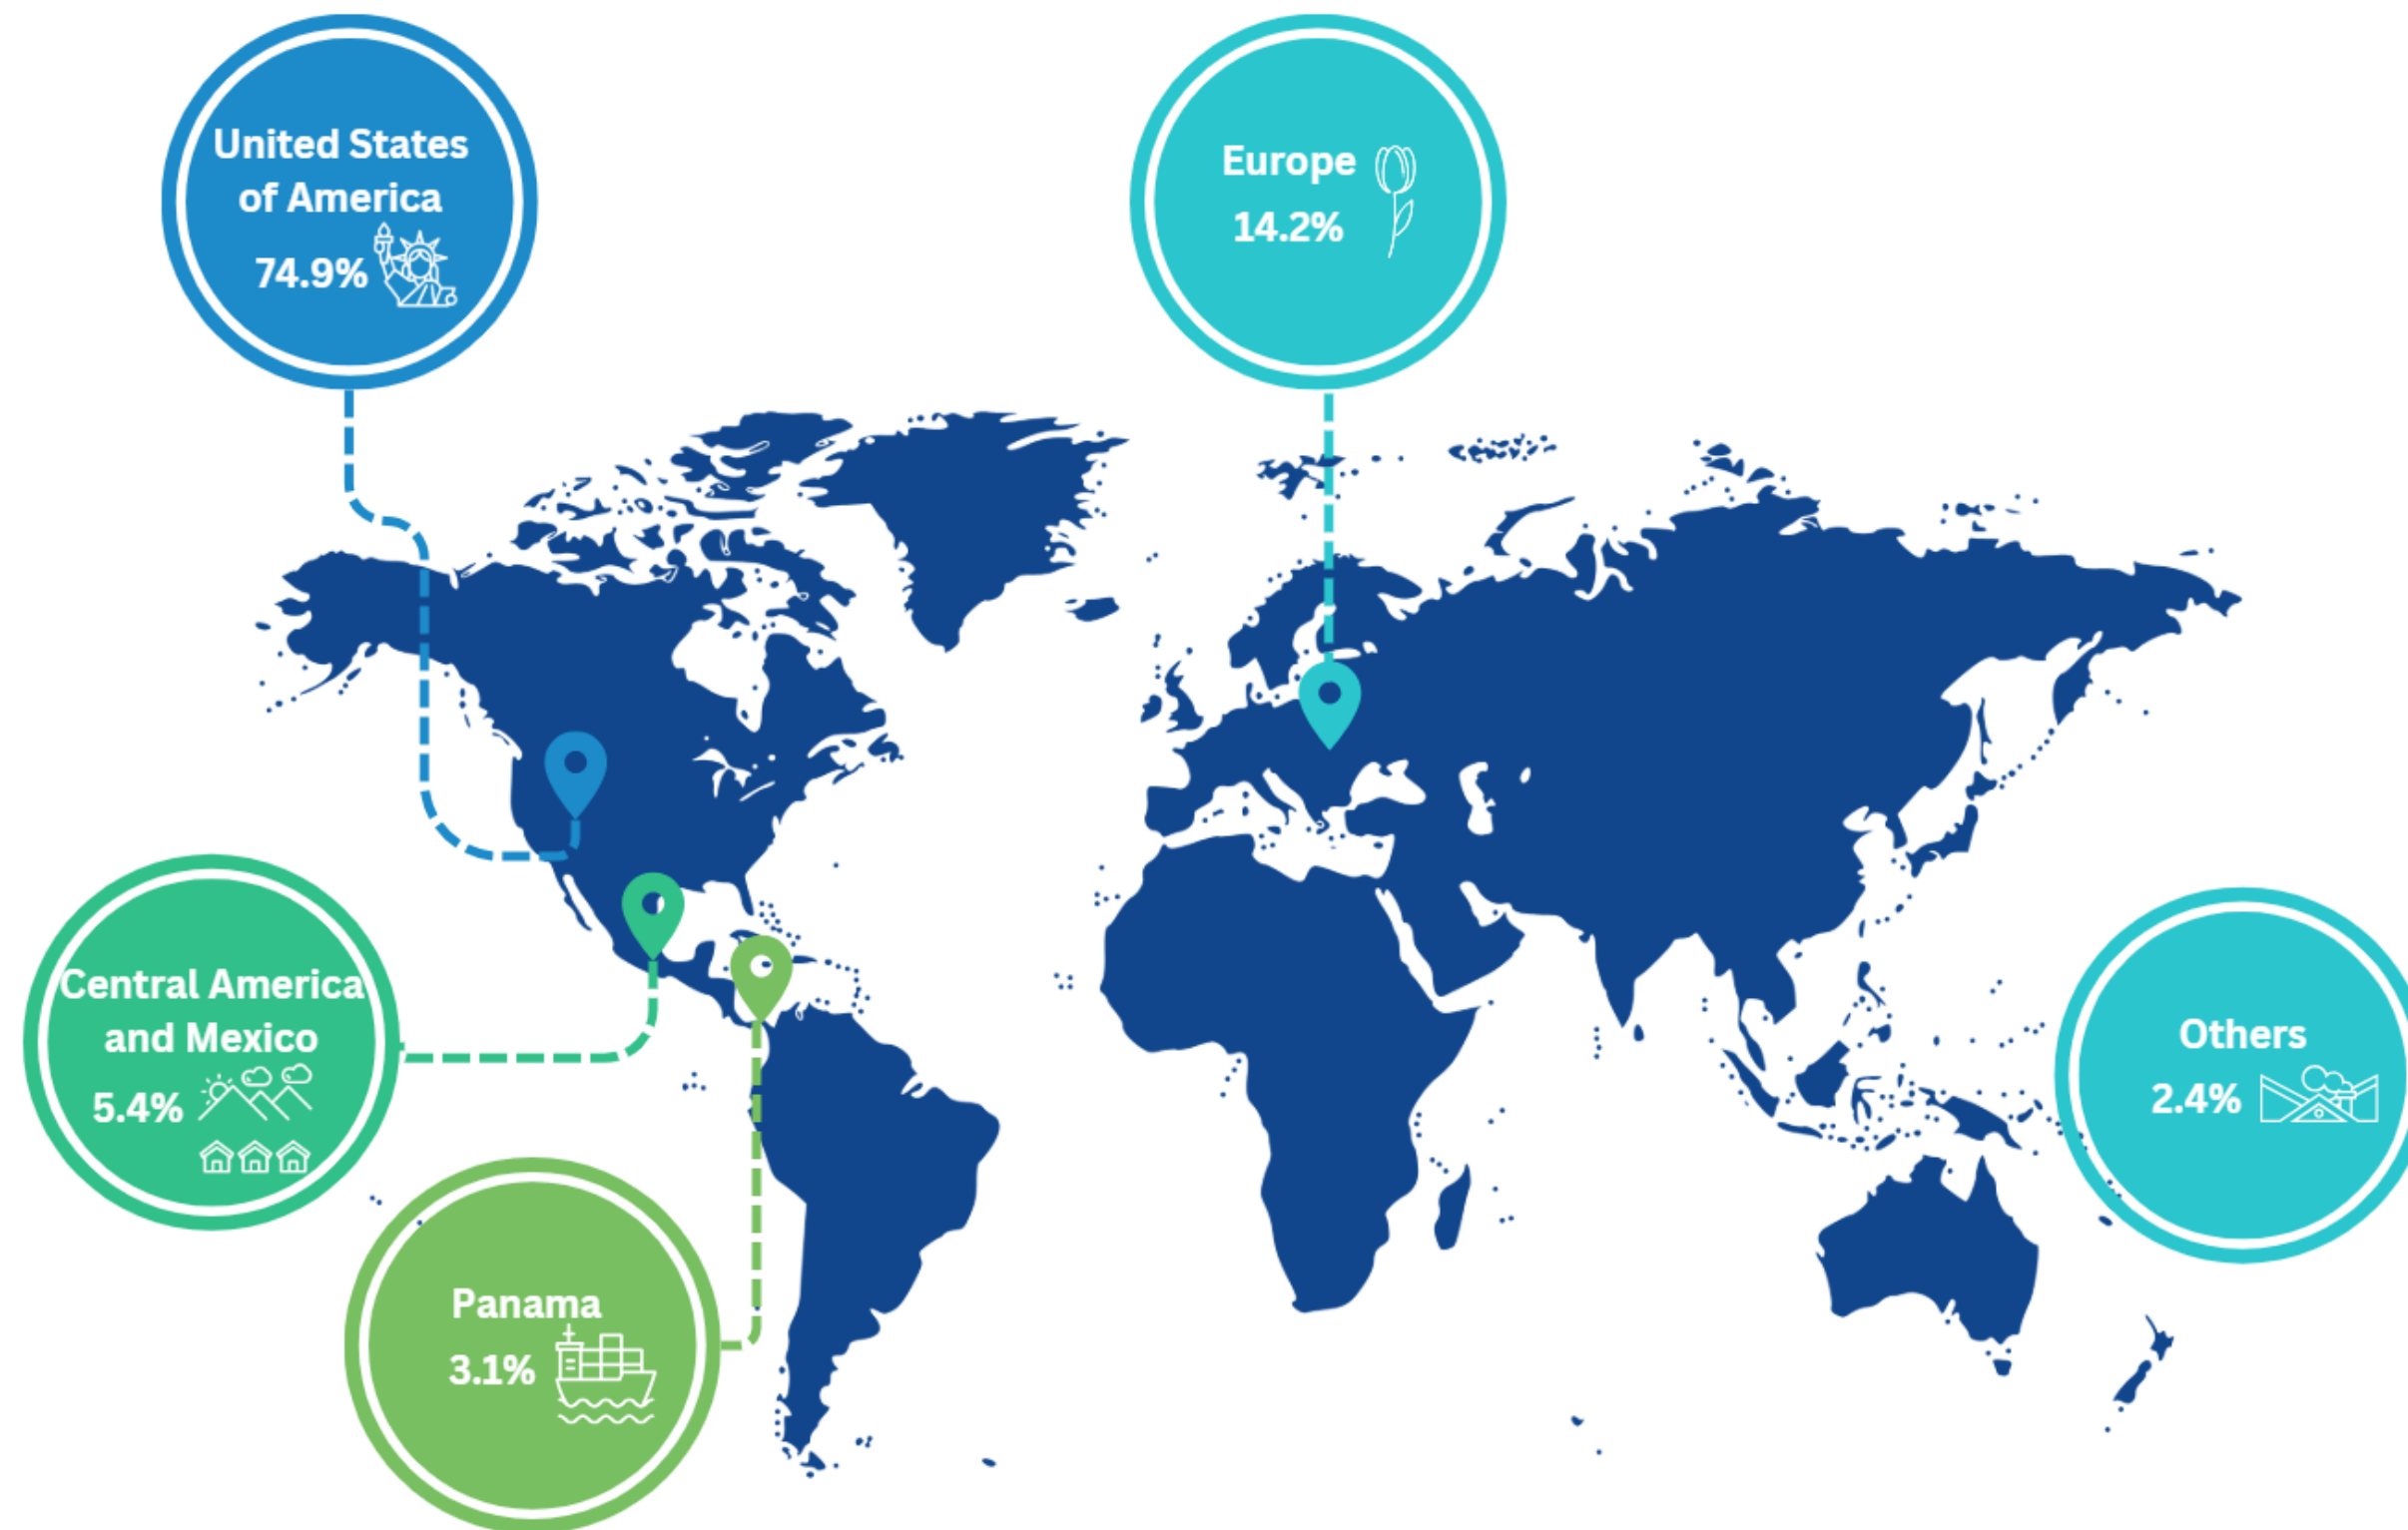 United States
of America
74.9%
Europe
14.2%
Central America
and Mexico
5.4%
Others
2.4%
Panama
3.1%